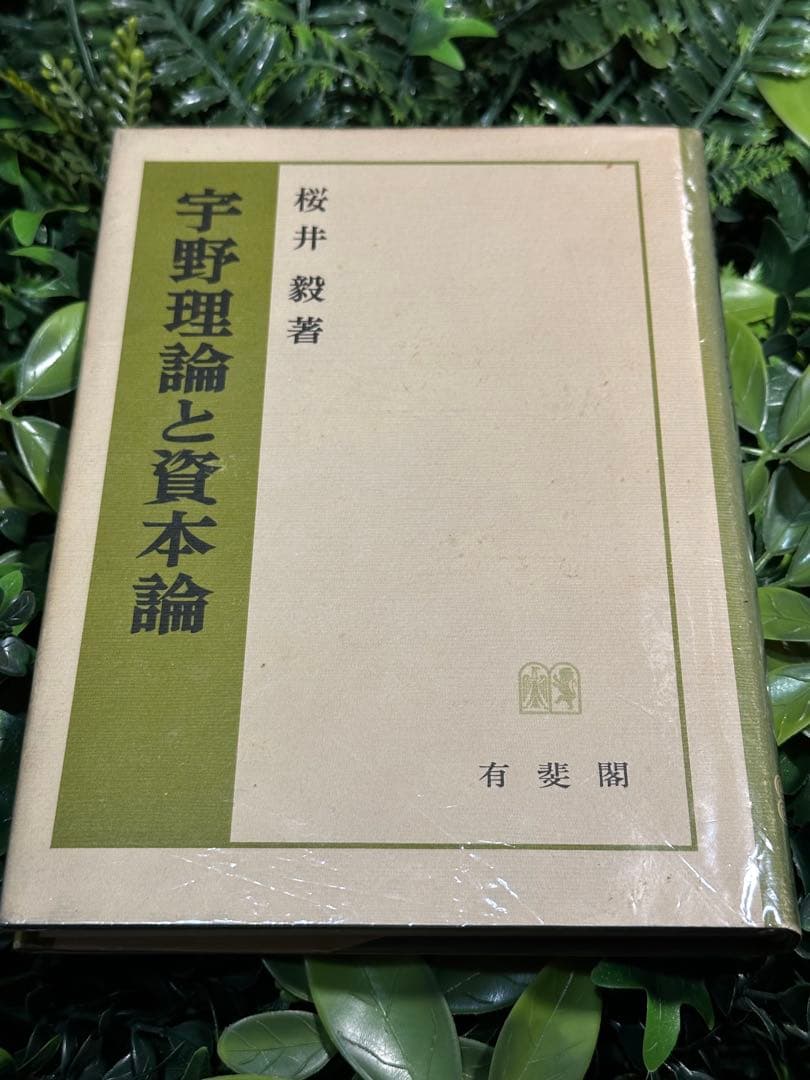 宇野理論と資本論
桜井 毅 著
有斐閣